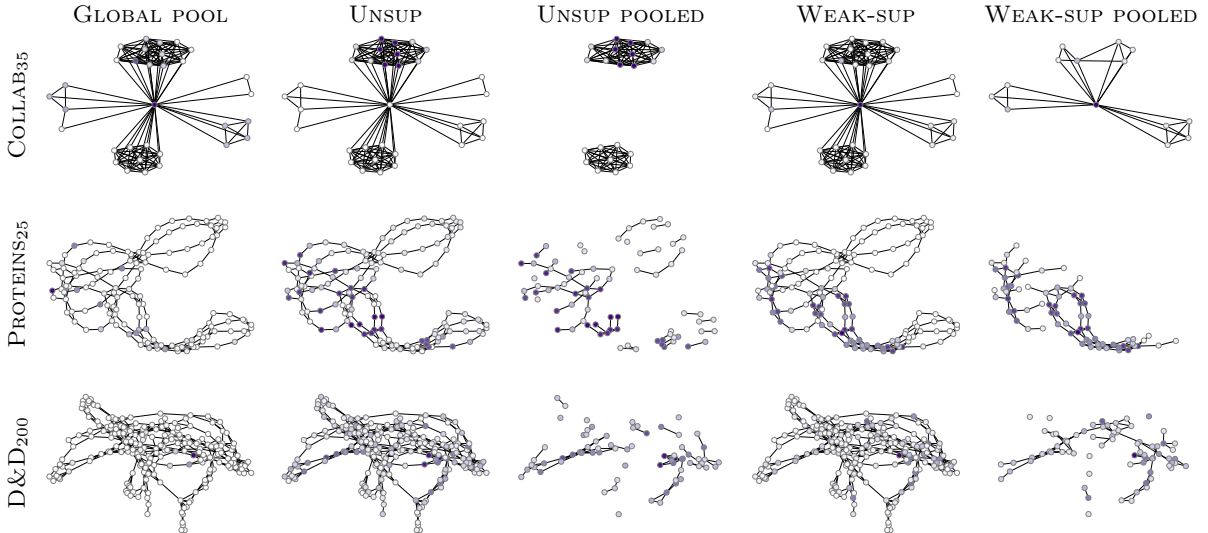 GLOBAL POOL UNSUP UNSUP POOLED WEAK-SUP WEAK-SUP POOLED
COLLAB35
PROTEINS25
D&D200